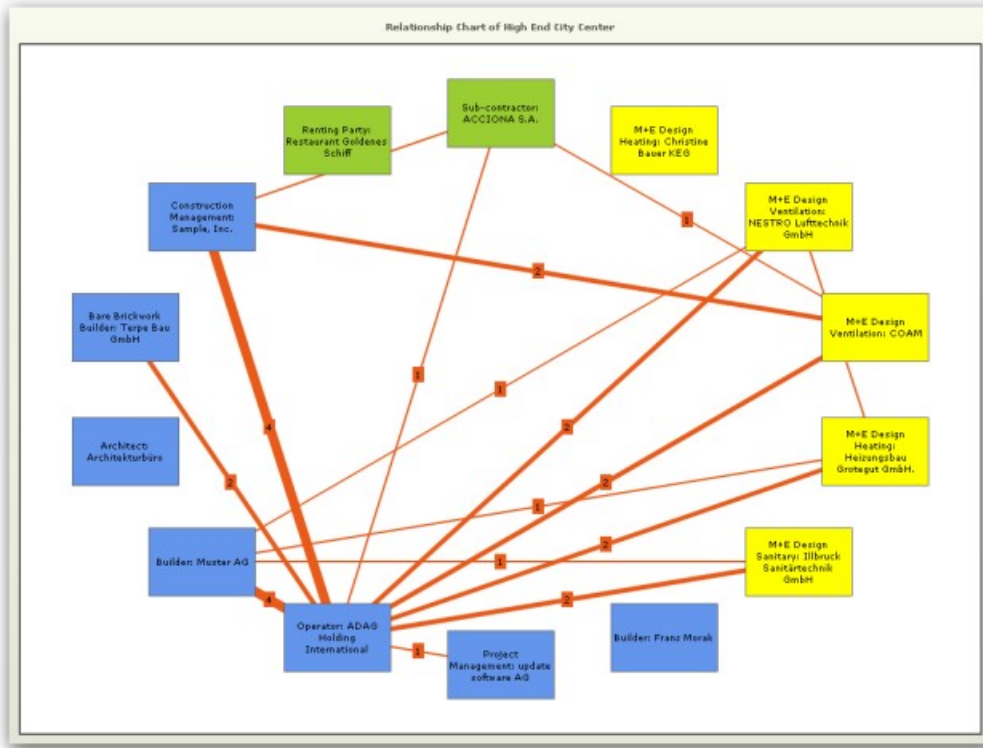 Relationship Chart of High End City Center
Sub-contractor:
ACCIONA S.A.
Renting Party:
Restaurant Goldenes
Schiff
M+E Design
Heating: Christine
Bauer KEG
Construction
Management:
Sample, Inc.
M+E Design
Ventilation:
NESTRO Lufttechnik
GmbH
1
2
Bare Brickwork
Builder: Terpe Bau
GmbH
M+E Design
Ventilation: COAM
1
1
4
2
Architect:
Architekturbüro
M+E Design
Heating:
Heizungsbau
Grotegut GmbH.
2
2
1
2
Builder: Muster AG
1
M+E Design
Sanitary: Illbruck
Sanitärtechnik
GmbH
4
2
Operator: ADAG
Holding
International
1
Project
Management: update
software AG
Builder: Franz Morak